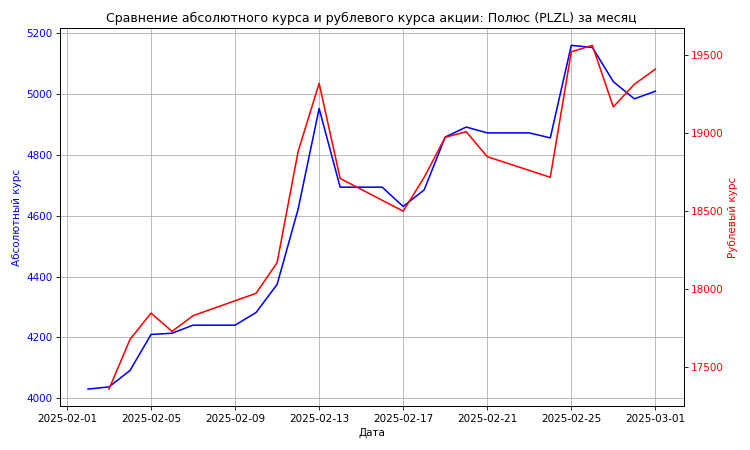 Сравнение абсолютного курса и рублевого курса акции: Полюс (PLZL) за месяц
5200
5000
4800
4600
4400
4200
4000
Абсолютный курс
19500
19000
18500
18000
17500
Рублевый курс
2025-02-01 2025-02-05 2025-02-09 2025-02-13 2025-02-17 2025-02-21 2025-02-25 2025-03-01
Дата